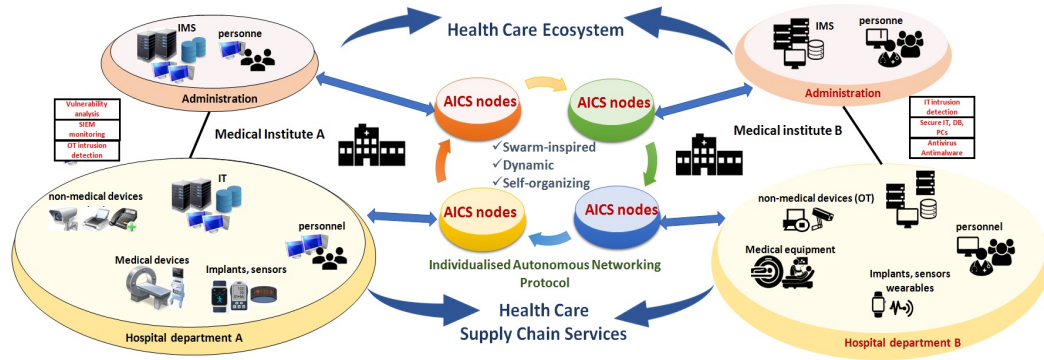 Health Care Ecosystem
IMS
personne
Administration
Vulnerability
analysis
SIEM
monitoring
OT intrusion
detection
Medical Institute A
AICS nodes
AICS nodes
✓Swarm-inspired
✓Dynamic
✓Self-organizing
AICS nodes
AICS nodes
Individualised Autonomous Networking
Protocol
IMS
personne
Administration
Medical institute B
IT intrusion
detection
Secure IT, DB,
PCs
Antivirus
Antimalware
IT
non-medical devices
personnel
Medical devices
Implants, sensors
Hospital department A
non-medical devices (OT)
personnel
Medical equipment
Implants, sensors
wearables
Hospital department B
Health Care
Supply Chain Services